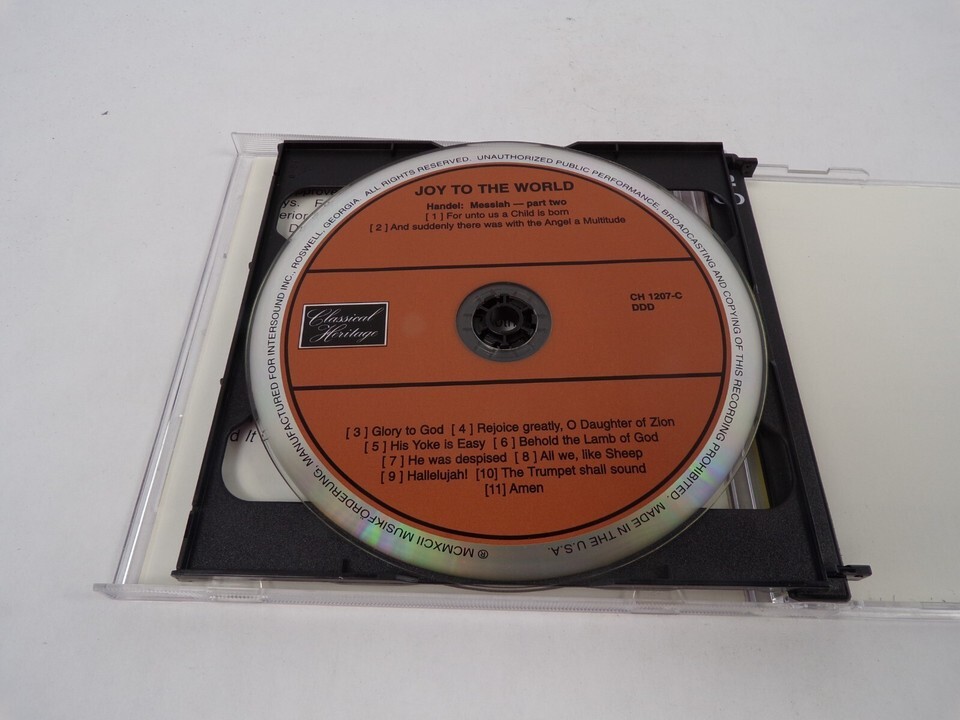 JOY TO THE WORLD
Handel: Messiah — part two
[ 1 ] For unto us a Child is born
[ 2 ] And suddenly there was with the Angel a Multitude
Classical
Heritage
CH 1207-C
DDD
[ 3 ] Glory to God [ 4 ] Rejoice greatly, O Daughter of Zion
[ 5 ] His Yoke is Easy [ 6 ] Behold the Lamb of God
[ 7 ] He was despised [ 8 ] All we, like Sheep
[ 9 ] Hallelujah! [10] The Trumpet shall sound
[11] Amen
℗ MCMXCII MUSIKFÖRDERUNG, MANUFACTURED FOR INTERSOUND INC., ROSWELL, GEORGIA. ALL RIGHTS RESERVED. UNAUTHORIZED PUBLIC PERFORMANCE, BROADCASTING AND COPYING OF THIS RECORDING PROHIBITED. MADE IN THE U.S.A.